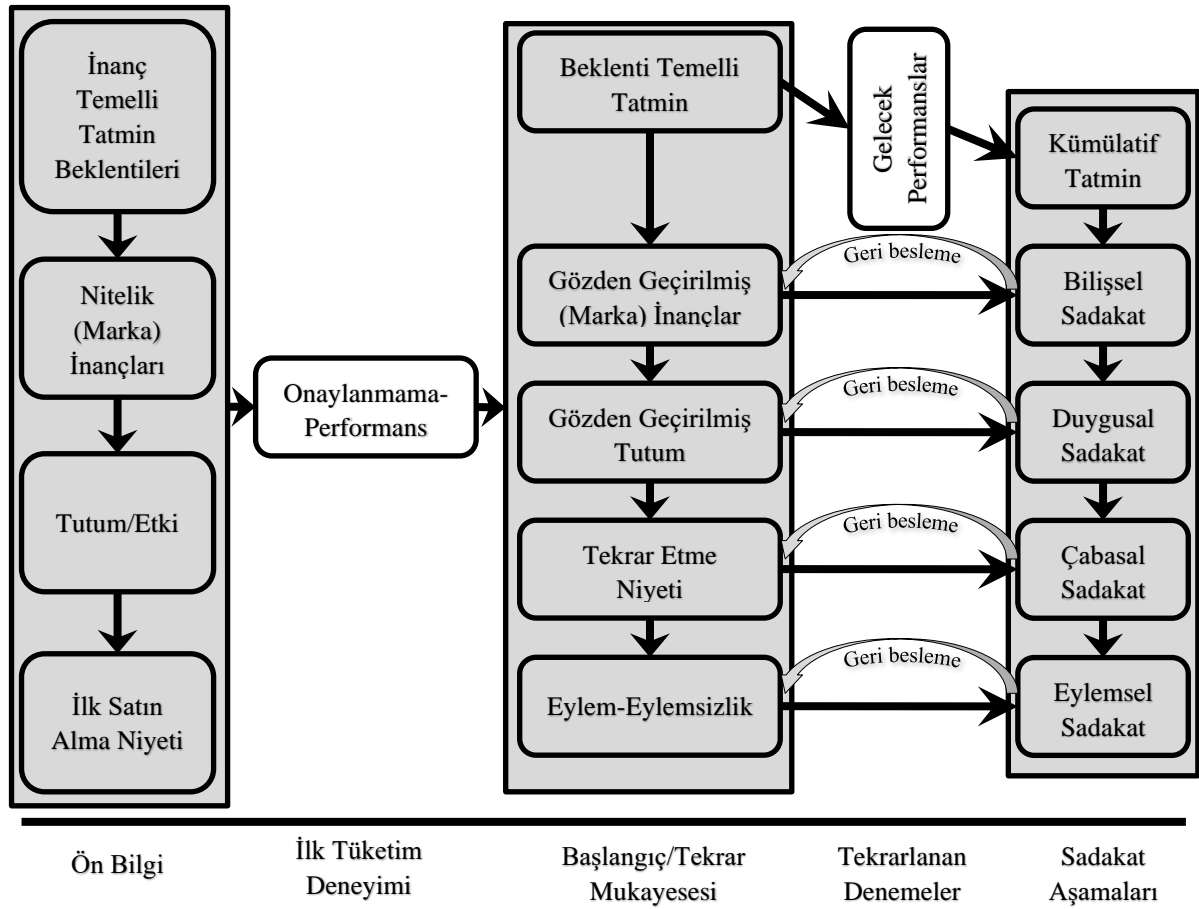 İnanç
Temelli
Tatmin
Beklentileri
Nitelik
(Marka)
İnançları
Tutum/Etki
İlk Satın
Alma Niyeti
Onaylanmama-
Performans
Beklenti Temelli
Tatmin
Gözden Geçirilmiş
(Marka) İnançlar
Gözden Geçirilmiş
Tutum
Tekrar Etme
Niyeti
Eylem-Eylemsizlik
Gelecek
Performanslar
Geri besleme
Geri besleme
Geri besleme
Geri besleme
Kümülatif
Tatmin
Bilişsel
Sadakat
Duygusal
Sadakat
Çabasal
Sadakat
Eylemsel
Sadakat
Ön Bilgi
İlk Tüketim
Deneyimi
Başlangıç/Tekrar
Mukayesesi
Tekrarlanan
Denemeler
Sadakat
Aşamaları